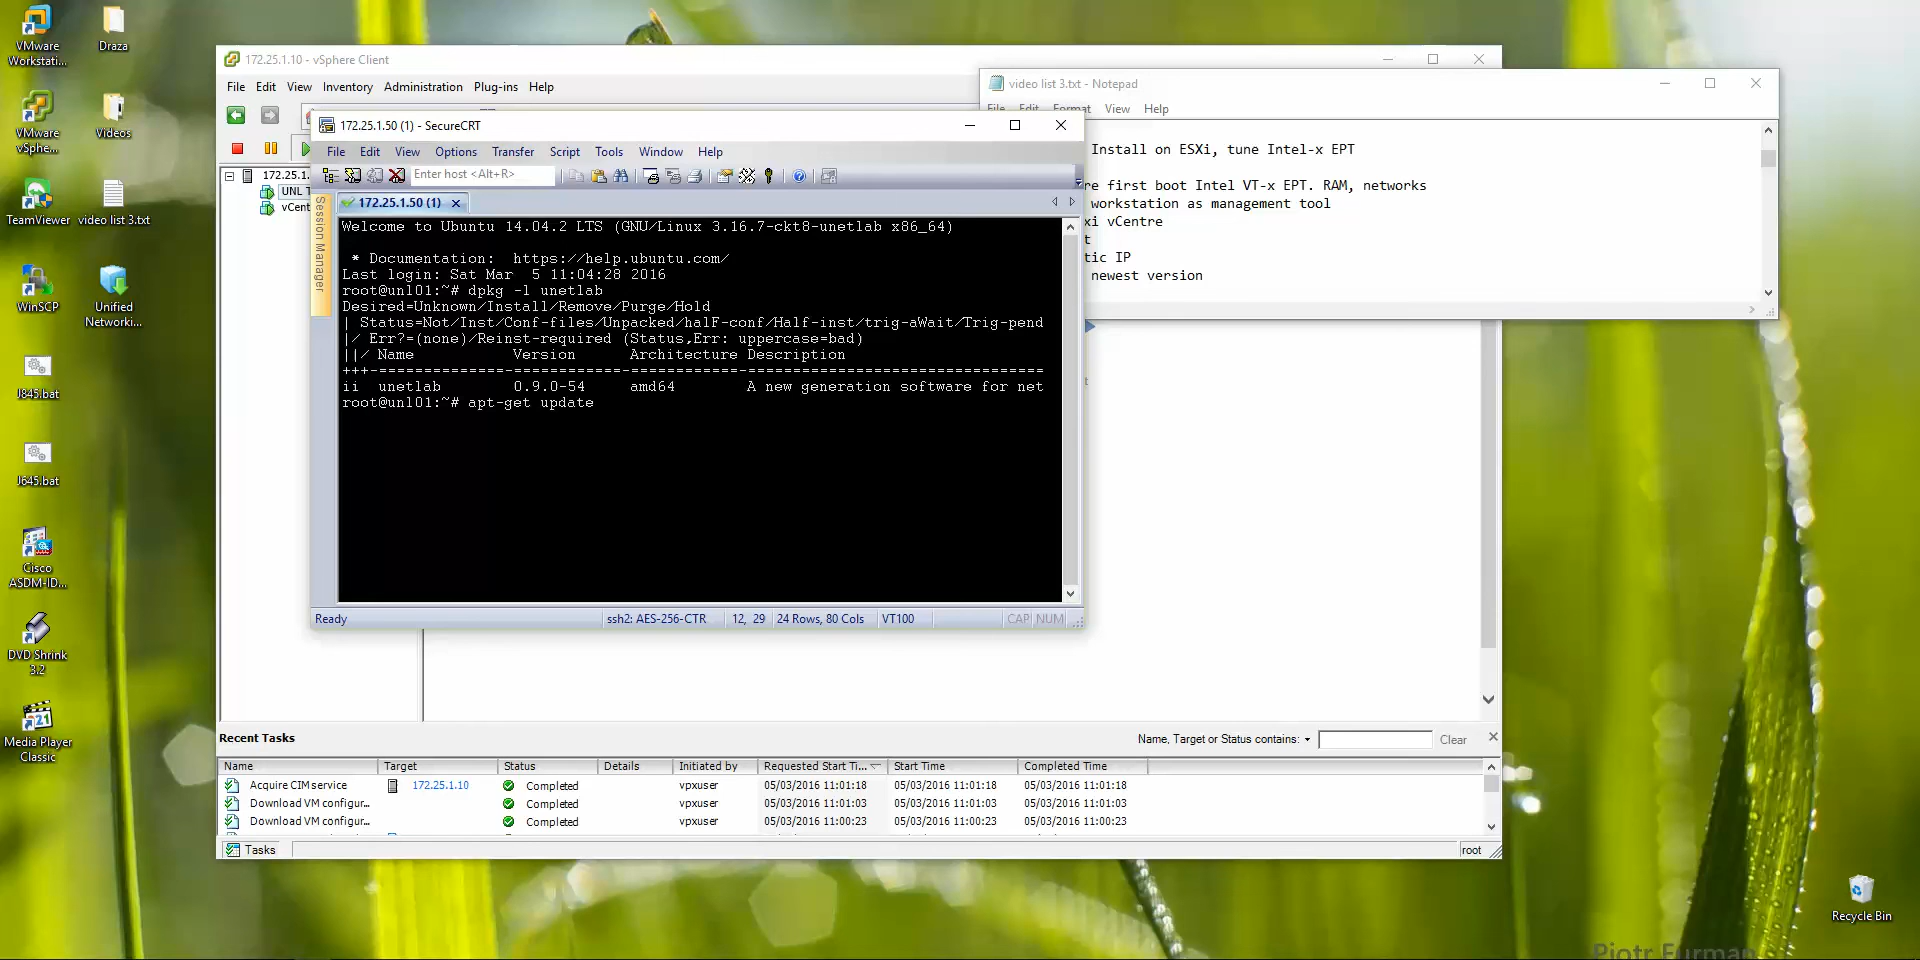 VMware Workstati...
Draza
VMware vSphe...
Videos
TeamViewer
video list 3.txt
WinSCP
Unified Networki...
J845.bat
J645.bat
Cisco ASDM-ID...
DVD Shrink 3.2
Media Player Classic
Recycle Bin
172.25.1.10 - vSphere Client
File Edit View Inventory Administration Plug-ins Help
172.25.1.
UNL T
vCent
video list 3.txt - Notepad
File Edit Format View Help
Install on ESXi, tune Intel-x EPT
re first boot Intel VT-x EPT. RAM, networks
workstation as management tool
xi vCentre
t
tic IP
newest version
172.25.1.50 (1) - SecureCRT
File Edit View Options Transfer Script Tools Window Help
Enter host <Alt+R>
172.25.1.50 (1)
Session Manager
Welcome to Ubuntu 14.04.2 LTS (GNU/Linux 3.16.7-ckt8-unetlab x86_64)
* Documentation:  https://help.ubuntu.com/
Last login: Sat Mar  5 11:04:28 2016
root@unl01:~# dpkg -l unetlab
Desired=Unknown/Install/Remove/Purge/Hold
| Status=Not/Inst/Conf-files/Unpacked/halF-conf/Half-inst/trig-aWait/Trig-pend
|/ Err?=(none)/Reinst-required (Status,Err: uppercase=bad)
||/ Name           Version      Architecture Description
+++-==============-============-============-=================================
ii  unetlab        0.9.0-54     amd64        A new generation software for net
root@unl01:~# apt-get update
Ready ssh2: AES-256-CTR 12, 29 24 Rows, 80 Cols VT100 CAP NUM
Recent Tasks
Name, Target or Status contains: Clear
Name Target Status Details Initiated by Requested Start Ti... Start Time Completed Time
Acquire CIM service 172.25.1.10 Completed vpxuser 05/03/2016 11:01:18 05/03/2016 11:01:18 05/03/2016 11:01:18
Download VM configur... Completed vpxuser 05/03/2016 11:01:03 05/03/2016 11:01:03 05/03/2016 11:01:03
Download VM configur... Completed vpxuser 05/03/2016 11:00:23 05/03/2016 11:00:23 05/03/2016 11:00:23
Tasks root
Piotr Furman